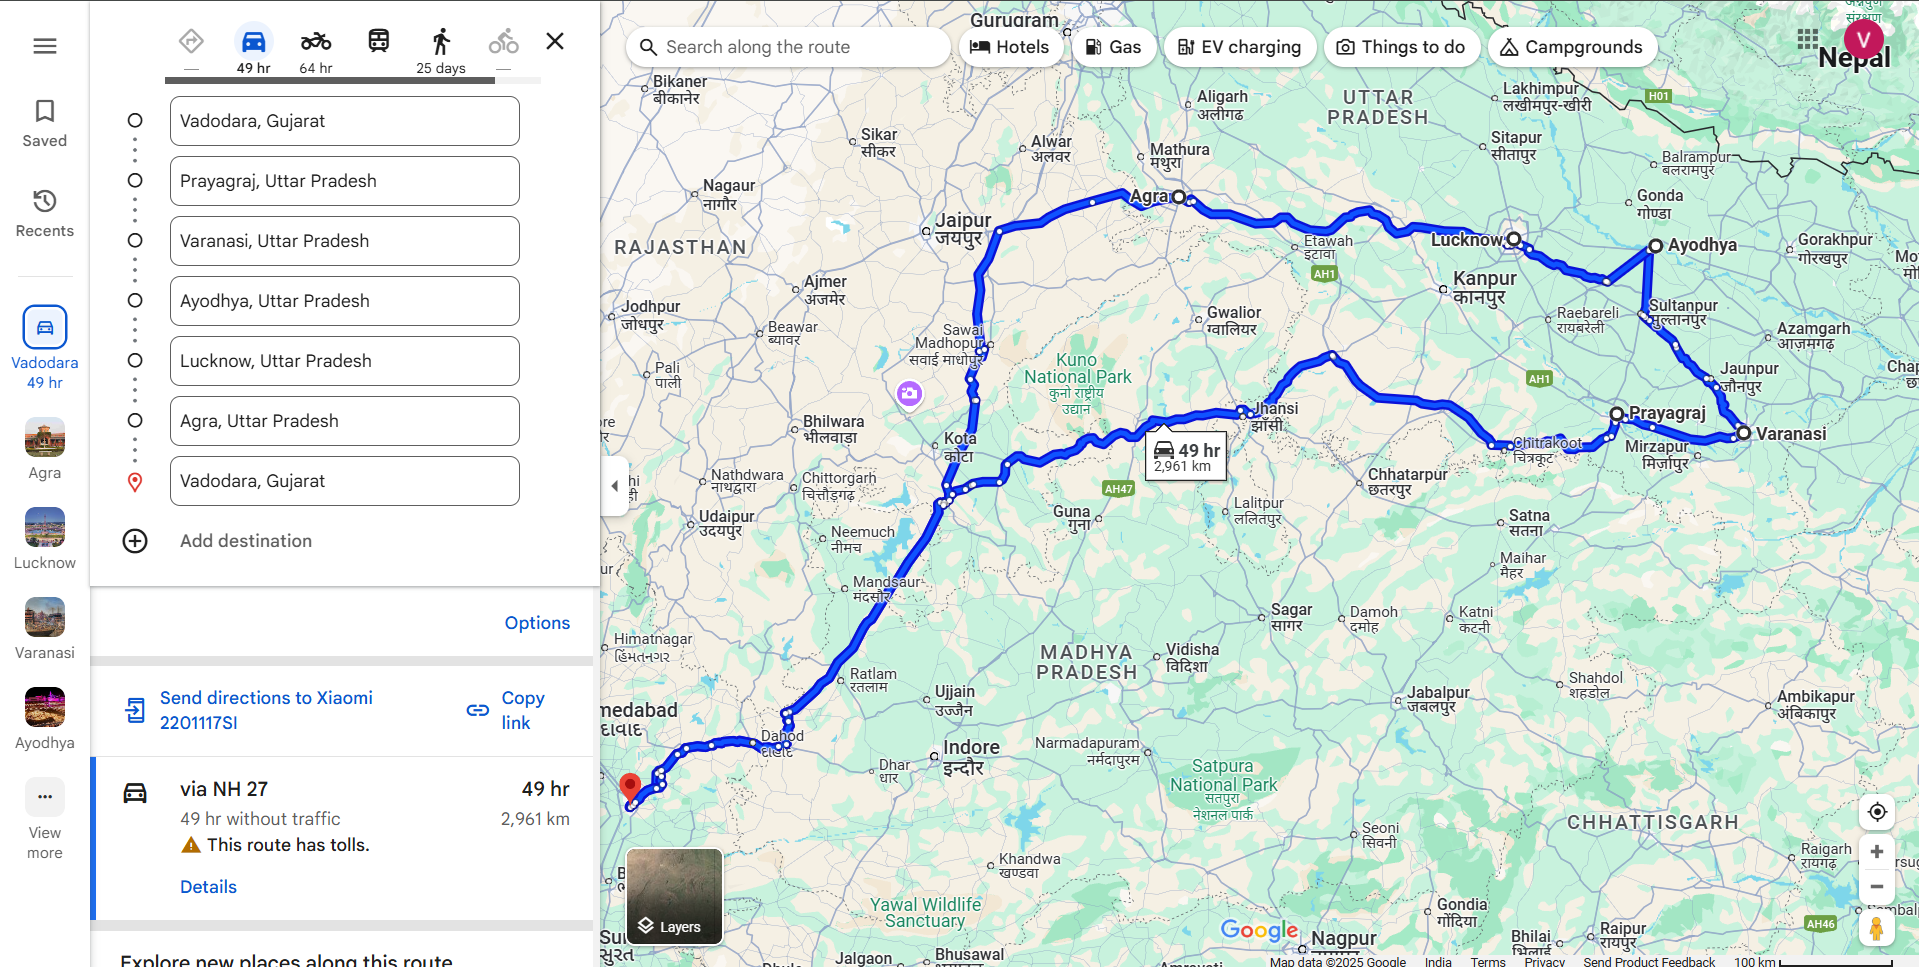 49 hr
64 hr
25 days
Saved
Recents
Vadodara
49 hr
Agra
Lucknow
Varanasi
Ayodhya
View
more
Vadodara, Gujarat
Prayagraj, Uttar Pradesh
Varanasi, Uttar Pradesh
Ayodhya, Uttar Pradesh
Lucknow, Uttar Pradesh
Agra, Uttar Pradesh
Vadodara, Gujarat
Add destination
Options
Send directions to Xiaomi
2201117SI
Copy
link
via NH 27
49 hr
49 hr without traffic
2,961 km
This route has tolls.
Details
Explore new places along this route
Search along the route
Hotels
Gas
EV charging
Things to do
Campgrounds
V
Gurugram
Nepal
Bikaner
बीकानेर
Aligarh
अलीगढ
UTTAR
PRADESH
Lakhimpur
लखीमपुर-खीरी
H01
Sikar
सीकर
Alwar
अलवर
Mathura
मथुरा
Sitapur
सीतापुर
Balrampur
बलरामपुर
Nagaur
नागौर
Agra
Gonda
गोण्डा
Jaipur
जयपुर
RAJASTHAN
Etawah
इटावा
Lucknow
Ayodhya
Gorakhpur
गोरखपुर
AH1
Kanpur
कानपुर
Ajmer
अजमेर
Jodhpur
जोधपुर
Beawar
ब्यावर
Gwalior
ग्वालियर
Raebareli
रायबरेली
Sultanpur
सुल्तानपुर
Azamgarh
आजमगढ़
Sawai
Madhopur
सवाई माधोपुर
Kuno
National Park
कुनो राष्ट्रीय
उद्यान
Pali
पाली
AH1
Jaunpur
जौनपुर
Bhilwara
भीलवाडा
Jhansi
झाँसी
Prayagraj
Varanasi
Kota
कोटा
49 hr
2,961 km
Chitrakoot
चित्रकूट
Mirzapur
मिर्ज़ापुर
Nathdwara
नाथद्वारा
Chittorgarh
चित्तौड़गढ़
Chhatarpur
छतरपुर
AH47
Udaipur
उदयपुर
Guna
गुना
Lalitpur
ललितपुर
Satna
सतना
Neemuch
नीमच
Maihar
मैहर
Mandsaur
मंदसौर
Sagar
सागर
Damoh
दमोह
Katni
कटनी
Himatnagar
હિંમતનગર
MADHYA
PRADESH
Vidisha
विदिशा
Ratlam
रतलाम
Ujjain
उज्जैन
Shahdol
शहडोल
Jabalpur
जबलपुर
Ambikapur
अंबिकापुर
medabad
Dahod
દાહોદ
Indore
इन्दौर
Narmadapuram
नर्मदापुरम
Dhar
धार
Satpura
National Park
सतपुरा
नेशनल पार्क
CHHATTISGARH
Seoni
सिवनी
Khandwa
खण्डवा
Raigarh
रायगढ़
Layers
Yawal Wildlife
Sanctuary
Gondia
गोंदिया
AH46
Google
Nagpur
Raipur
रायपुर
Bhilai
भिलाई
Jalgaon
Bhusawal
Map data ©2025 Google
India
Terms
Privacy
Send Product Feedback
100 km